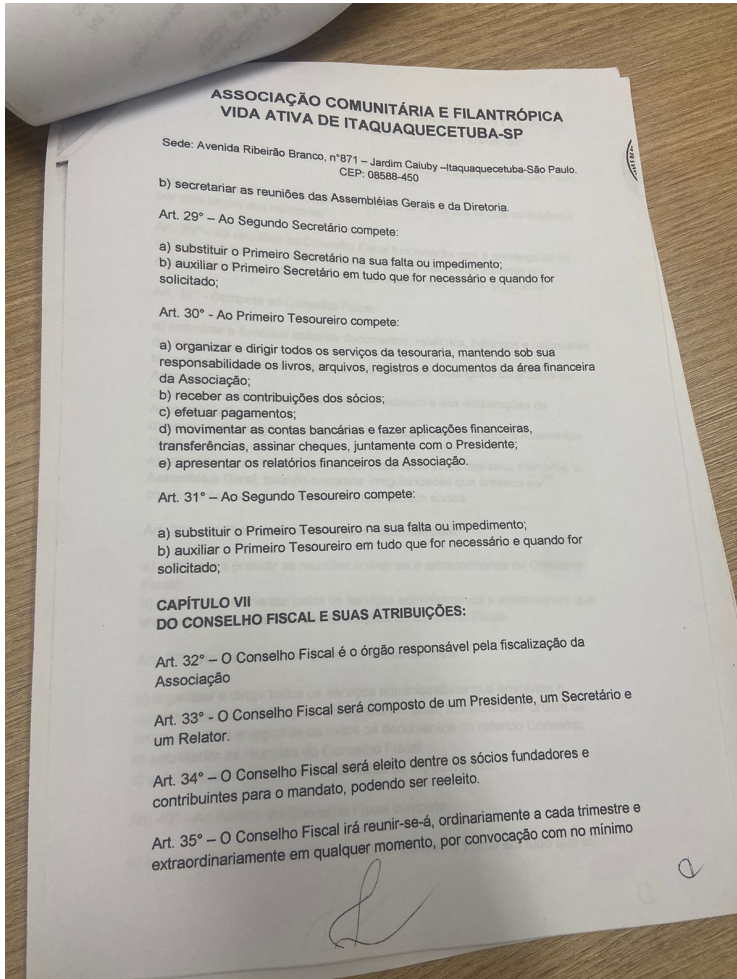 ASSOCIAÇÃO COMUNITÁRIA E FILANTRÓPICA
VIDA ATIVA DE ITAQUAQUECETUBA-SP
Sede: Avenida Ribeirão Branco, n°871 – Jardim Caiuby –Itaquaquecetuba-São Paulo.
CEP: 08588-450
b) secretariar as reuniões das Assembléias Gerais e da Diretoria.
Art. 29° – Ao Segundo Secretário compete:
a) substituir o Primeiro Secretário na sua falta ou impedimento;
b) auxiliar o Primeiro Secretário em tudo que for necessário e quando for
solicitado;
Art. 30° - Ao Primeiro Tesoureiro compete:
a) organizar e dirigir todos os serviços da tesouraria, mantendo sob sua
responsabilidade os livros, arquivos, registros e documentos da área financeira
da Associação;
b) receber as contribuições dos sócios;
c) efetuar pagamentos;
d) movimentar as contas bancárias e fazer aplicações financeiras,
transferências, assinar cheques, juntamente com o Presidente;
e) apresentar os relatórios financeiros da Associação.
Art. 31° – Ao Segundo Tesoureiro compete:
a) substituir o Primeiro Tesoureiro na sua falta ou impedimento;
b) auxiliar o Primeiro Tesoureiro em tudo que for necessário e quando for
solicitado;
CAPÍTULO VII
DO CONSELHO FISCAL E SUAS ATRIBUIÇÕES:
Art. 32° – O Conselho Fiscal é o órgão responsável pela fiscalização da
Associação
Art. 33° - O Conselho Fiscal será composto de um Presidente, um Secretário e
um Relator.
Art. 34° – O Conselho Fiscal será eleito dentre os sócios fundadores e
contribuintes para o mandato, podendo ser reeleito.
Art. 35° – O Conselho Fiscal irá reunir-se-á, ordinariamente a cada trimestre e
extraordinariamente em qualquer momento, por convocação com no mínimo